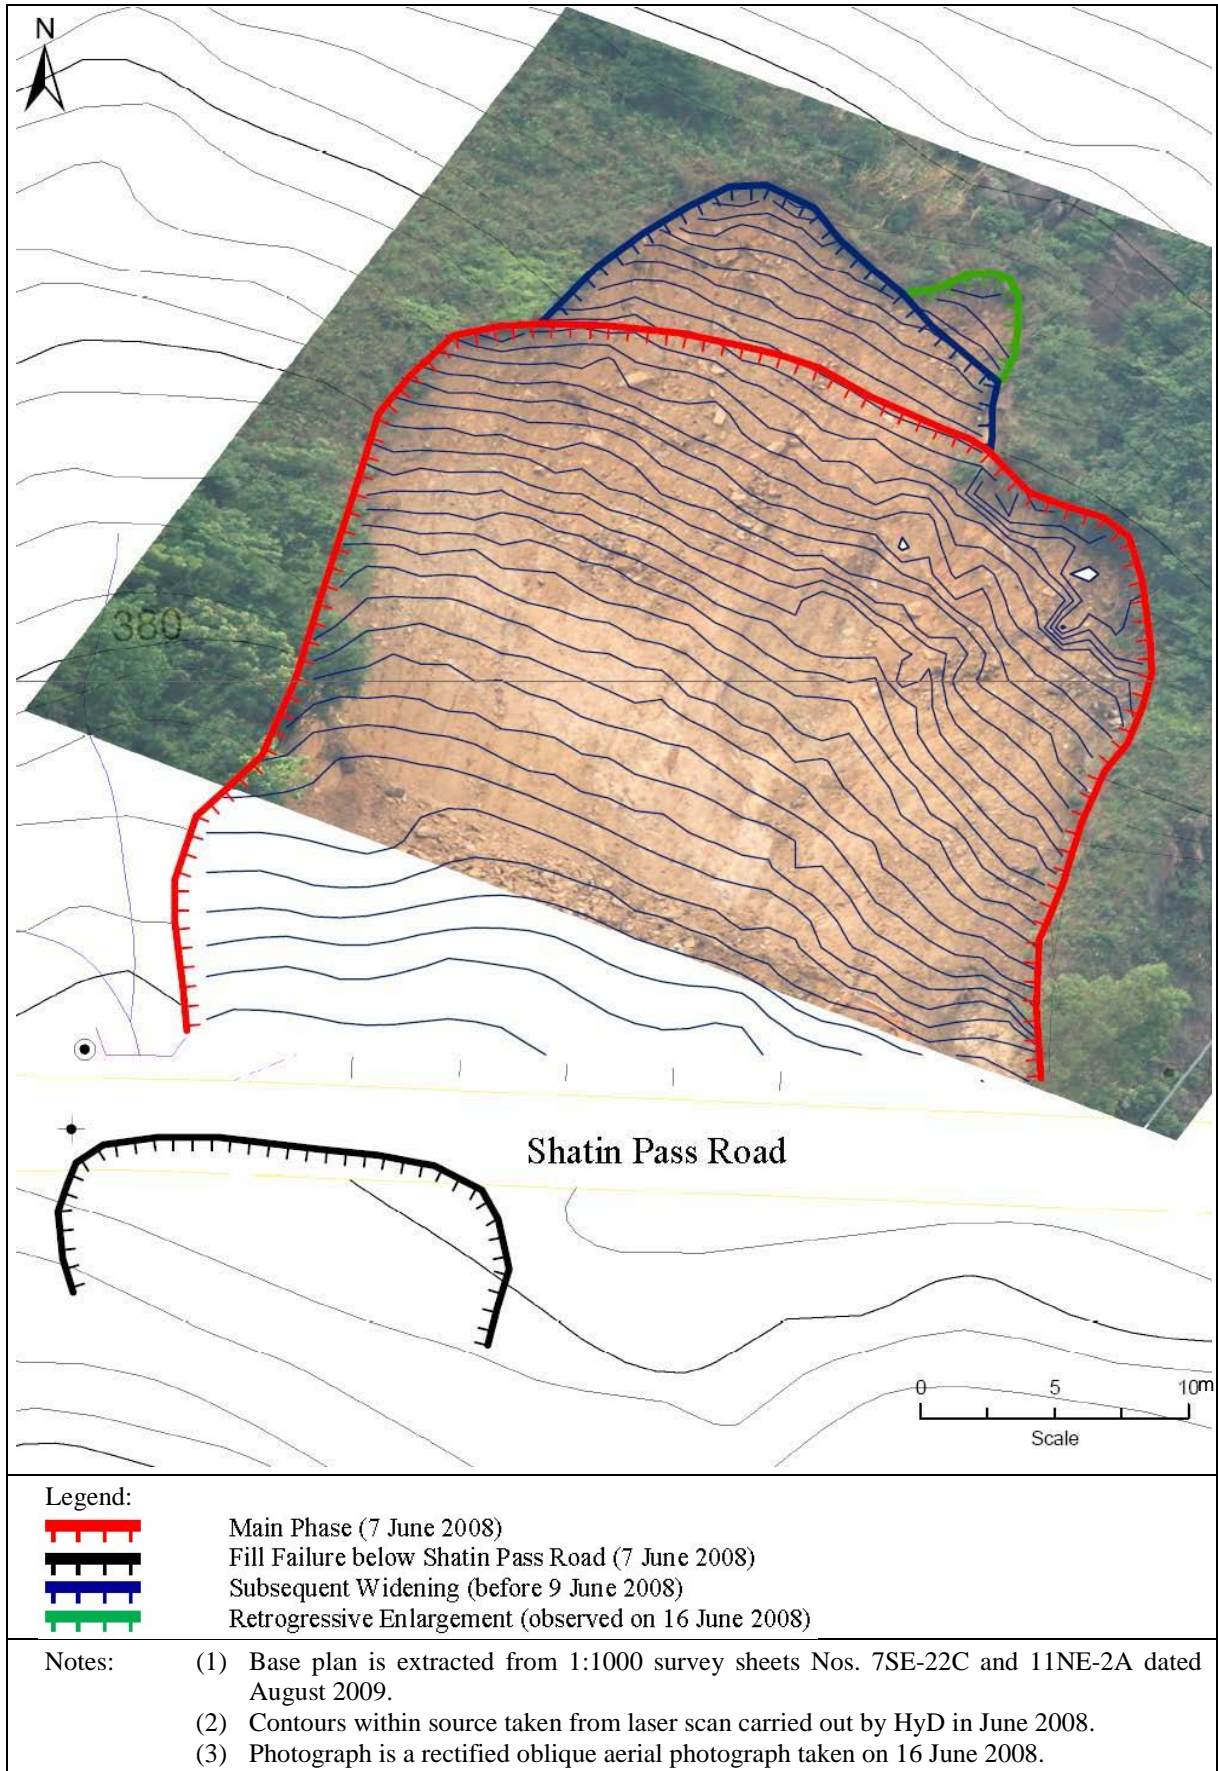 N
380
Shatin Pass Road
0 5 10m
Scale
Legend:
Main Phase (7 June 2008)
Fill Failure below Shatin Pass Road (7 June 2008)
Subsequent Widening (before 9 June 2008)
Retrogressive Enlargement (observed on 16 June 2008)
Notes: (1) Base plan is extracted from 1:1000 survey sheets Nos. 7SE-22C and 11NE-2A dated
August 2009.
(2) Contours within source taken from laser scan carried out by HyD in June 2008.
(3) Photograph is a rectified oblique aerial photograph taken on 16 June 2008.